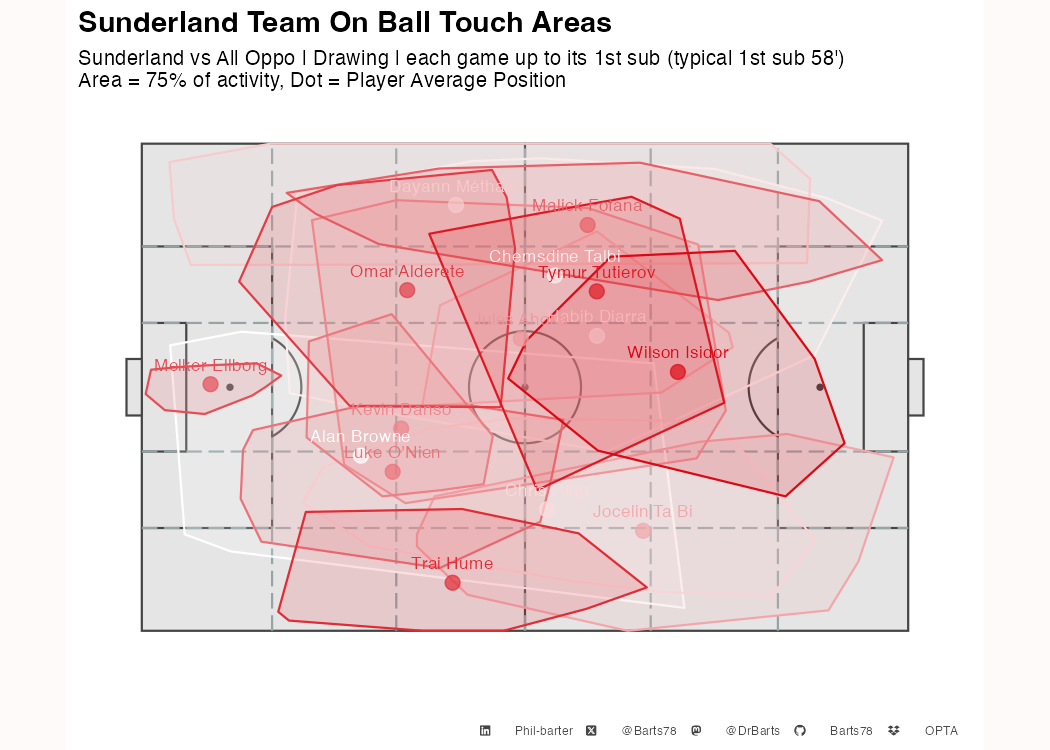 Sunderland Team On Ball Touch Areas
Sunderland vs All Oppo | Drawing | each game up to its 1st sub (typical 1st sub 58')
Area = 75% of activity, Dot = Player Average Position
Malick Fofana
Chemsdine Talbi
Omar Alderete
Tymur Tutierov
Habib Diarra
Wilson Isidor
Melker Ellborg
Kevin Danso
Alan Browne
Luke O'Nien
Jocelin Ta Bi
Trai Hume
Phil-barter @Barts78 @DrBarts Barts78 OPTA